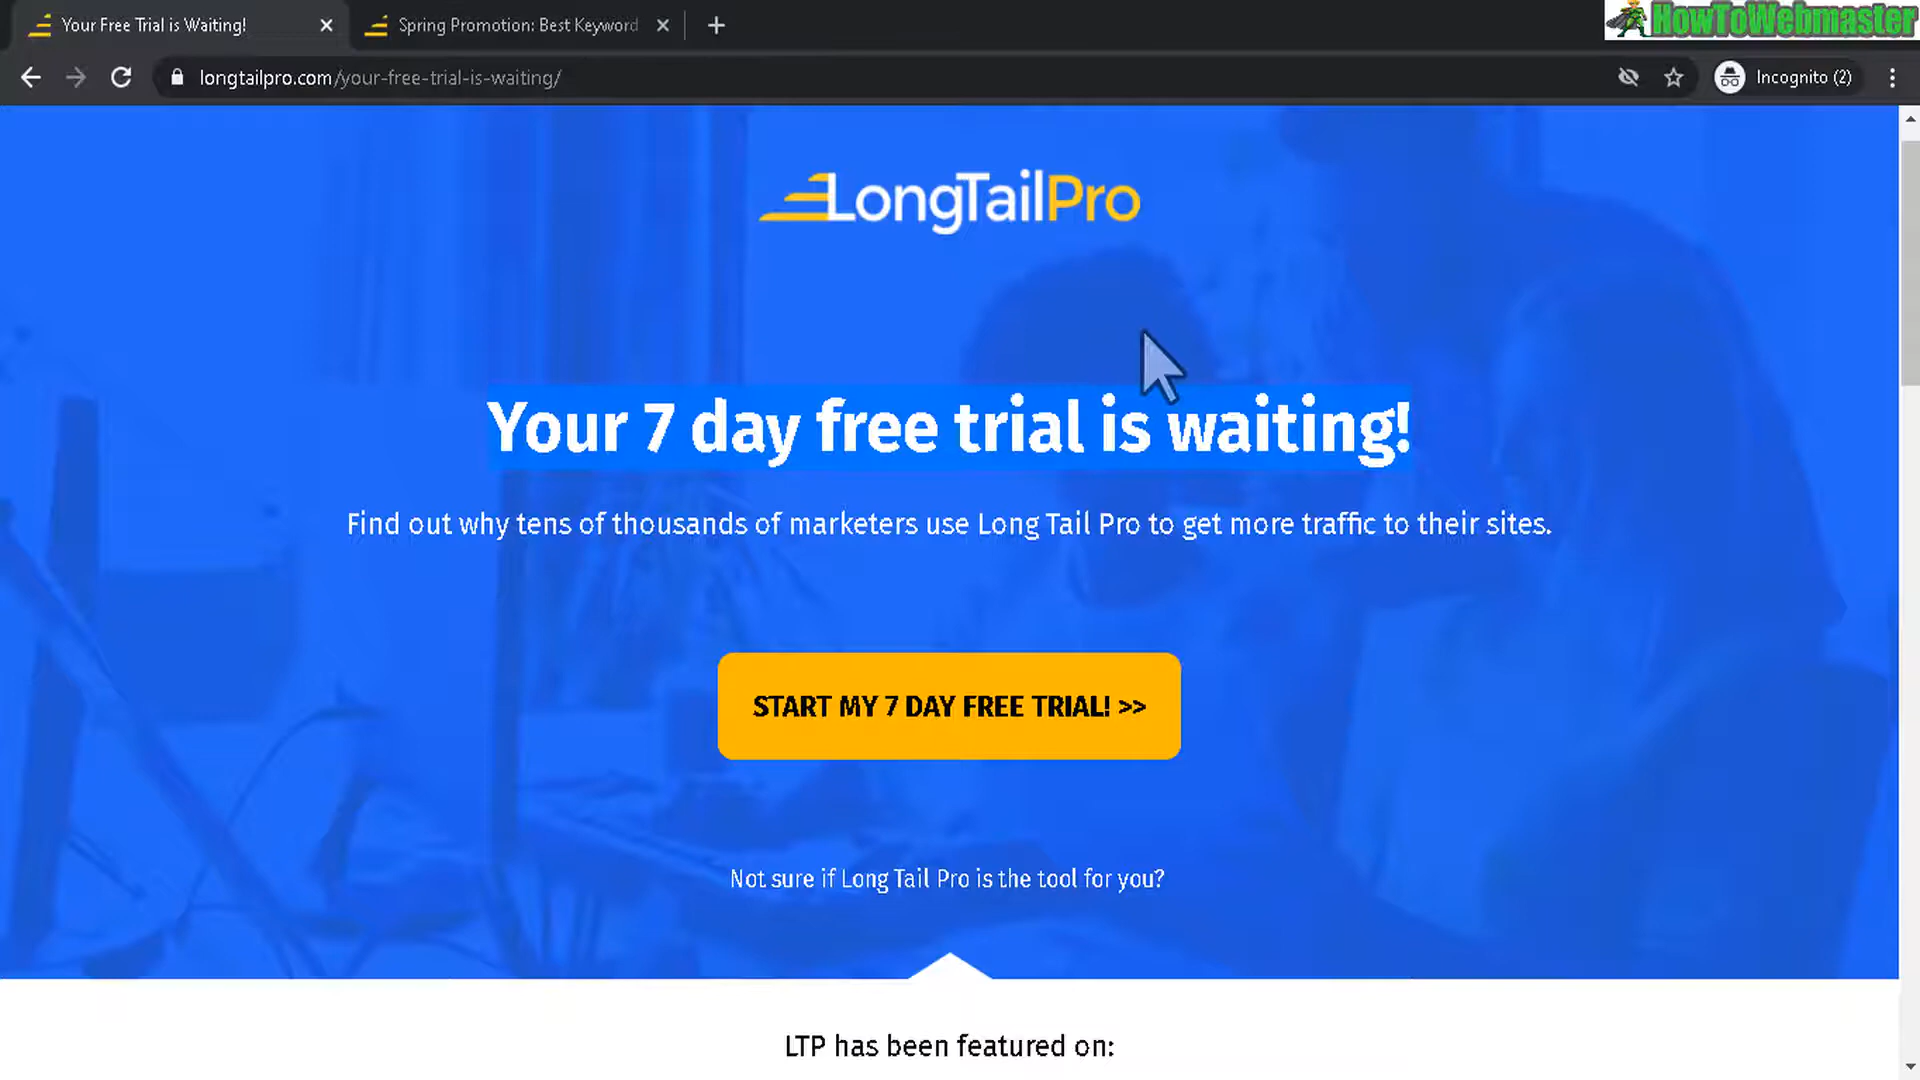 Your Free Trial is Waiting!
Spring Promotion: Best Keyword
HowToWebmaster
longtailpro.com/your-free-trial-is-waiting/
Incognito (2)
LongTailPro
Your 7 day free trial is waiting!
Find out why tens of thousands of marketers use Long Tail Pro to get more traffic to their sites.
START MY 7 DAY FREE TRIAL! >>
Not sure if Long Tail Pro is the tool for you?
LTP has been featured on: